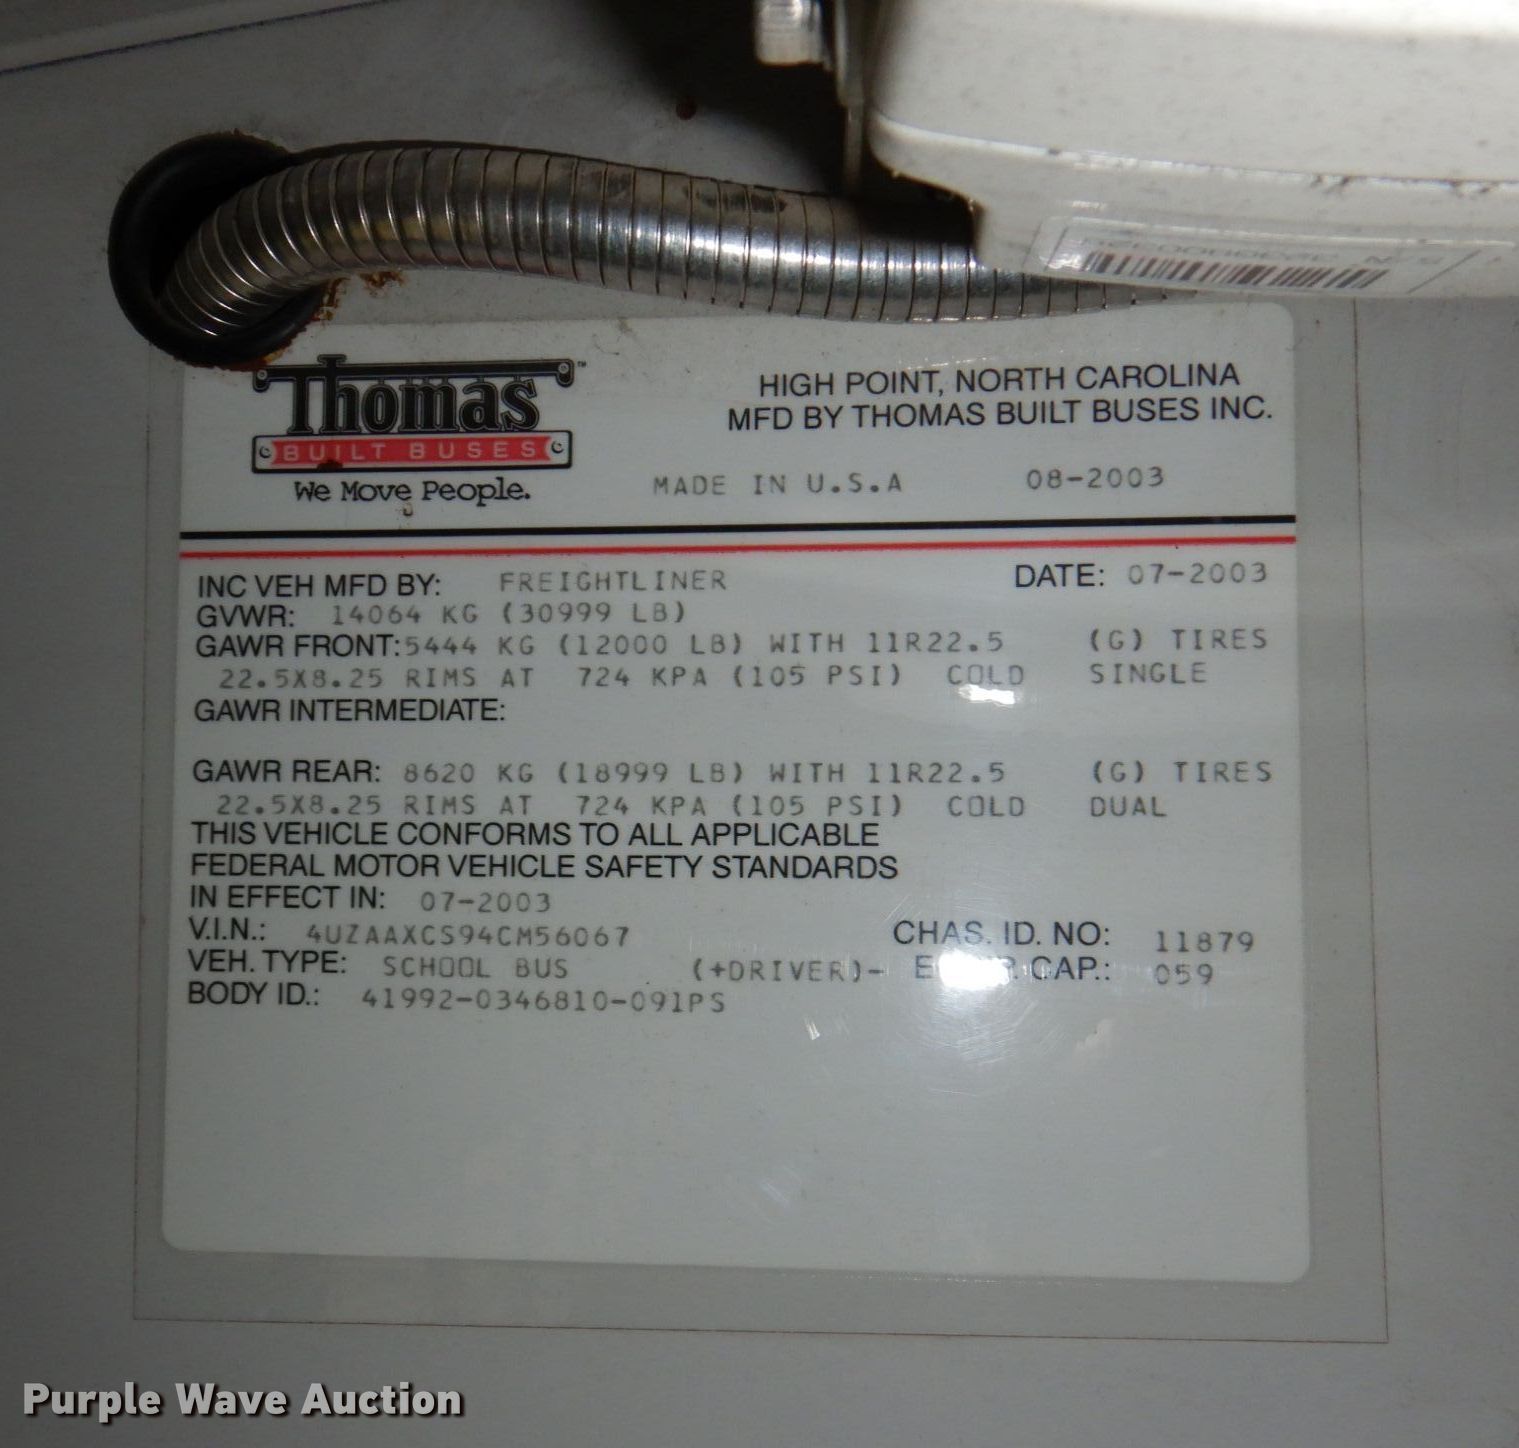 Thomas
BUILT BUSES
We Move People.
HIGH POINT, NORTH CAROLINA
MFD BY THOMAS BUILT BUSES INC.
MADE IN U.S.A 08-2003
INC VEH MFD BY: FREIGHTLINER DATE: 07-2003
GVWR: 14064 KG (30999 LB)
GAWR FRONT: 5444 KG (12000 LB) WITH 11R22.5 (G) TIRES
22.5X8.25 RIMS AT 724 KPA (105 PSI) COLD SINGLE
GAWR INTERMEDIATE:
GAWR REAR: 8620 KG (18999 LB) WITH 11R22.5 (G) TIRES
22.5X8.25 RIMS AT 724 KPA (105 PSI) COLD DUAL
THIS VEHICLE CONFORMS TO ALL APPLICABLE
FEDERAL MOTOR VEHICLE SAFETY STANDARDS
IN EFFECT IN: 07-2003
V.I.N.: 4UZAAXCS94CM56067 CHAS. ID. NO: 11879
VEH. TYPE: SCHOOL BUS (+DRIVER)- CAP.: 059
BODY ID.: 41992-0346810-091PS
Purple Wave Auction